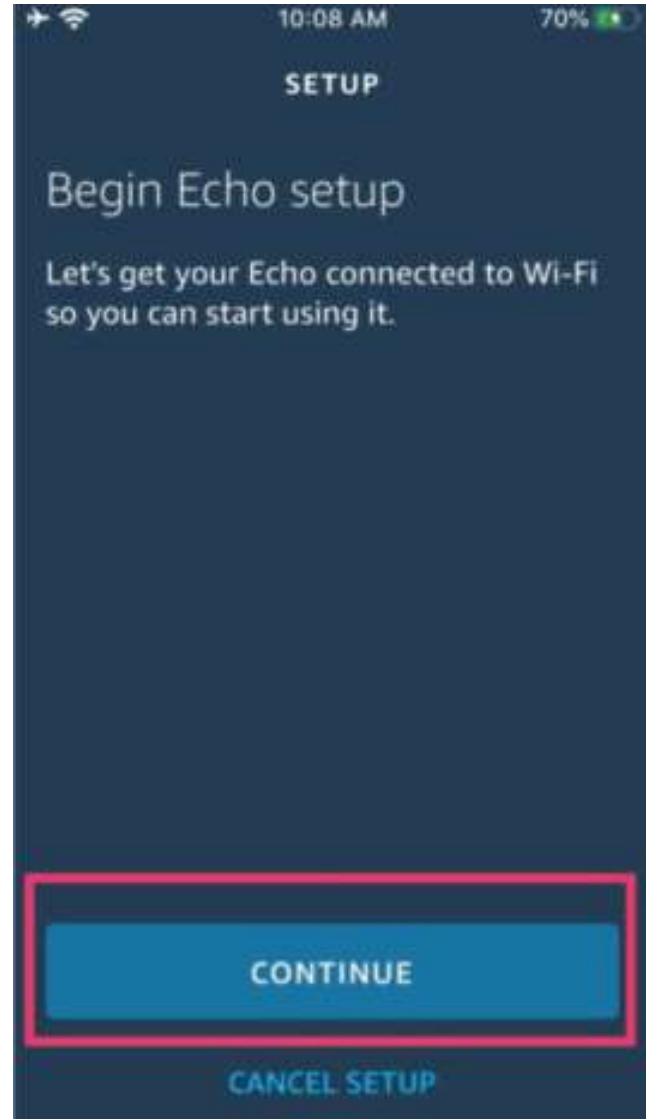 10:08 AM 70%
SETUP
Begin Echo setup
Let's get your Echo connected to Wi-Fi
so you can start using it.
CONTINUE
CANCEL SETUP